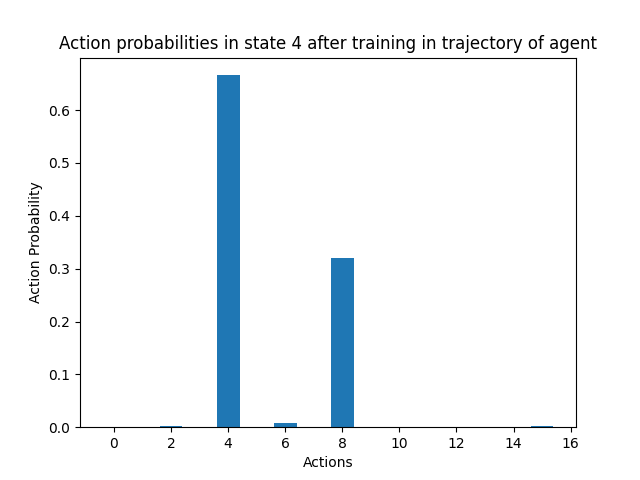 Action probabilities in state 4 after training in trajectory of agent
0.6
0.5
0.4
0.3
0.2
0.1
0.0
Action Probability
0 2 4 6 8 10 12 14 16
Actions